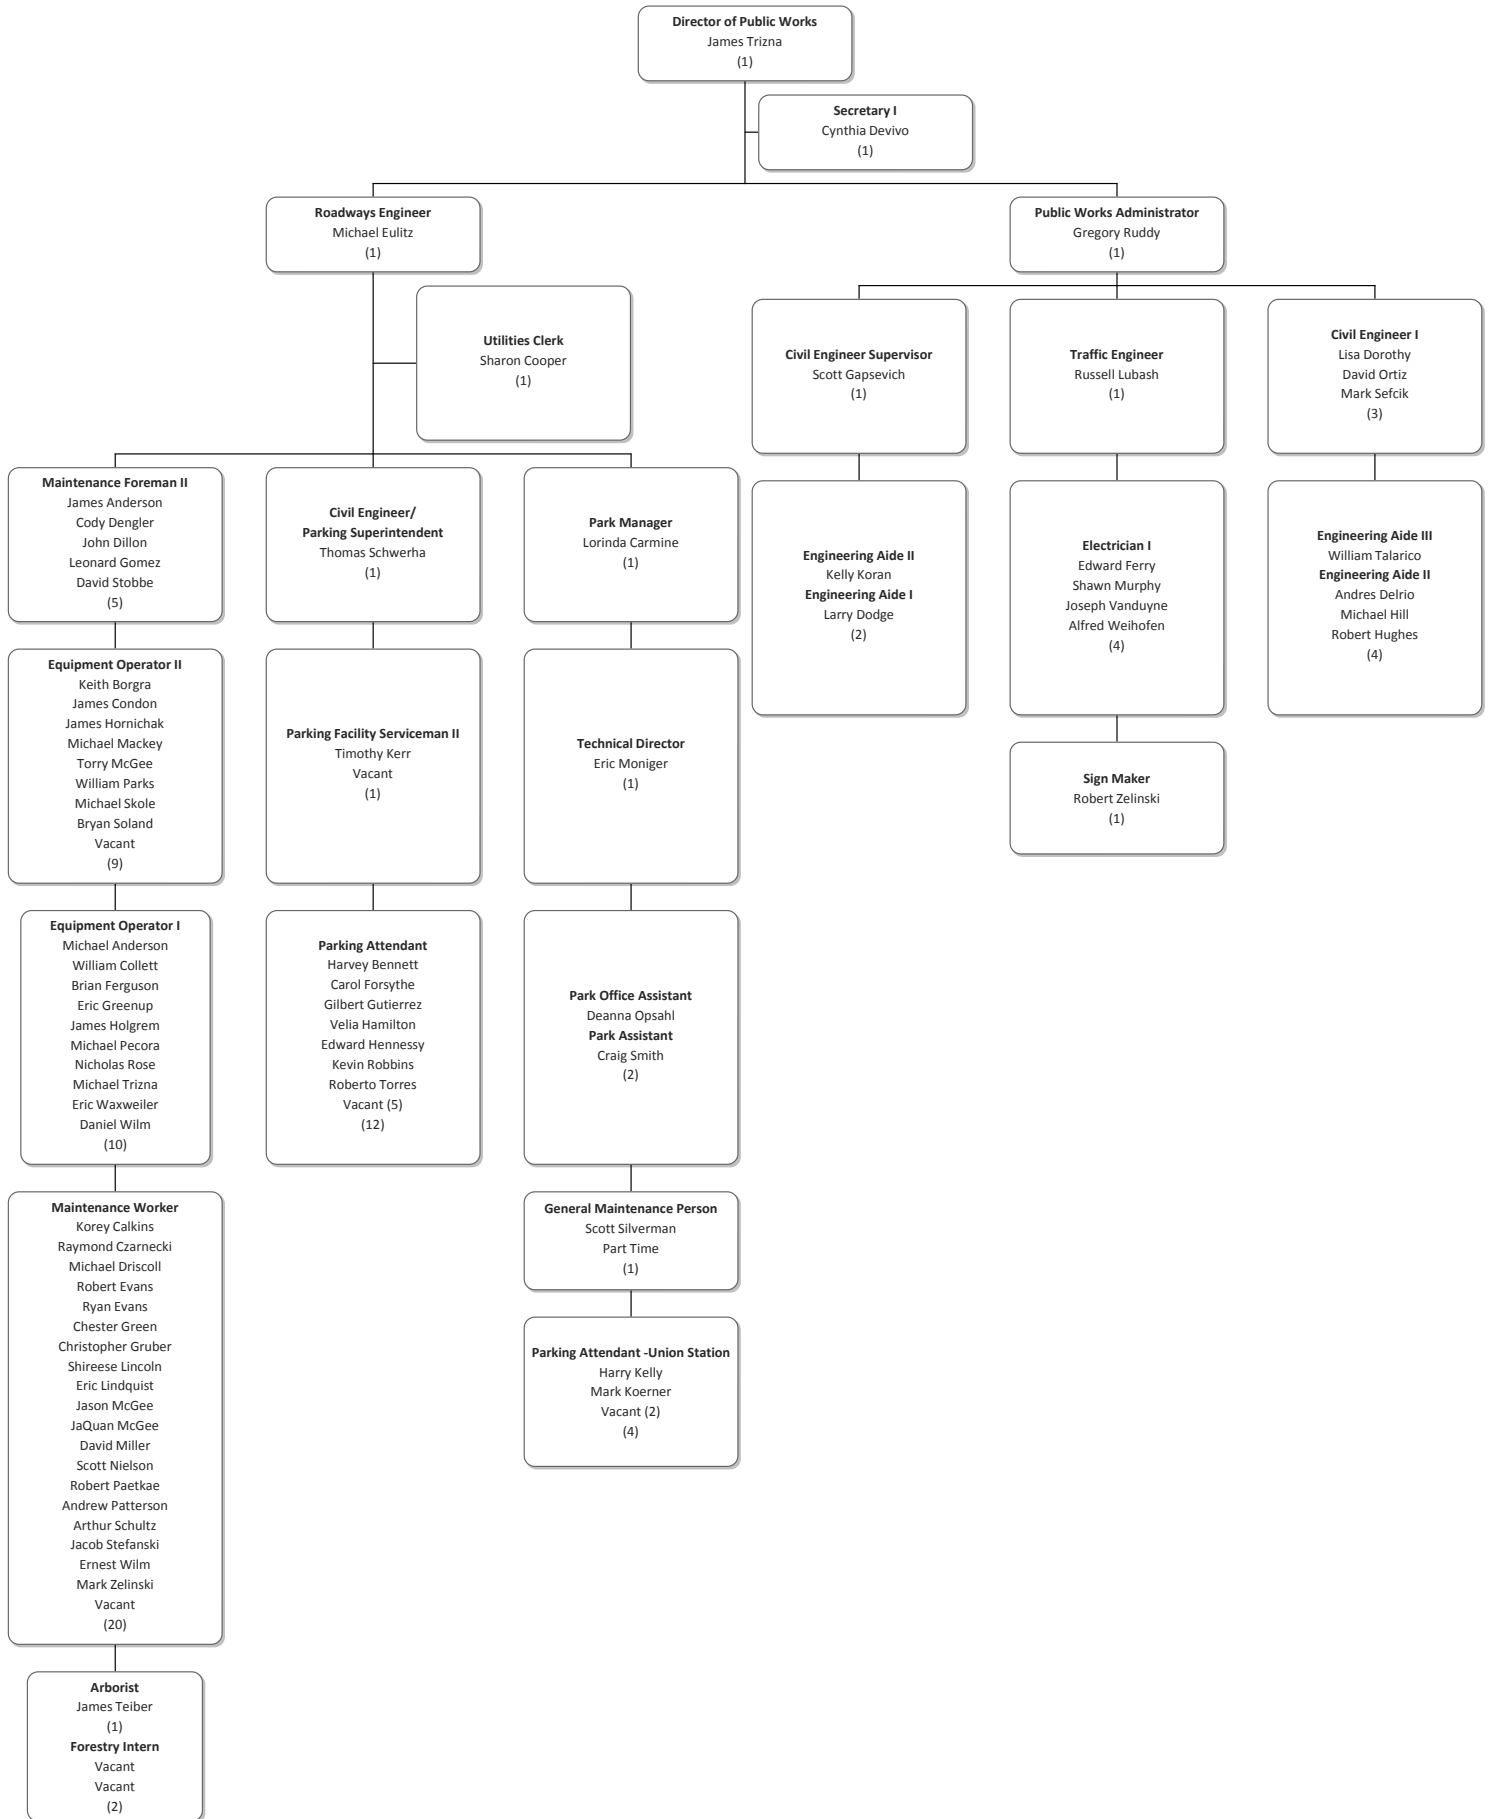 Director of Public Works
James Trizna
(1)
Secretary I
Cynthia Devivo
(1)
Roadways Engineer
Michael Eulitz
(1)
Public Works Administrator
Gregory Ruddy
(1)
Utilities Clerk
Sharon Cooper
(1)
Civil Engineer Supervisor
Scott Gapsevich
(1)
Traffic Engineer
Russell Lubash
(1)
Civil Engineer I
Lisa Dorothy
David Ortiz
Mark Sefcik
(3)
Maintenance Foreman II
James Anderson
Cody Dengler
John Dillon
Leonard Gomez
David Stobbe
(5)
Civil Engineer/
Parking Superintendent
Thomas Schwerha
(1)
Park Manager
Lorinda Carmine
(1)
Engineering Aide II
Kelly Koran
Engineering Aide I
Larry Dodge
(2)
Electrician I
Edward Ferry
Shawn Murphy
Joseph Vanduyne
Alfred Weihofen
(4)
Engineering Aide III
William Talarico
Engineering Aide II
Andres Delrio
Michael Hill
Robert Hughes
(4)
Equipment Operator II
Keith Borgra
James Condon
James Hornichak
Michael Mackey
Torry McGee
William Parks
Michael Skole
Bryan Soland
Vacant
(9)
Parking Facility Serviceman II
Timothy Kerr
Vacant
(1)
Technical Director
Eric Moniger
(1)
Sign Maker
Robert Zelinski
(1)
Equipment Operator I
Michael Anderson
William Collett
Brian Ferguson
Eric Greenup
James Holgrem
Michael Pecora
Nicholas Rose
Michael Trizna
Eric Waxweiler
Daniel Wilm
(10)
Parking Attendant
Harvey Bennett
Carol Forsythe
Gilbert Gutierrez
Velia Hamilton
Edward Hennessy
Kevin Robbins
Roberto Torres
Vacant (5)
(12)
Park Office Assistant
Deanna Opsahl
Park Assistant
Craig Smith
(2)
Maintenance Worker
Korey Calkins
Raymond Czarnecki
Michael Driscoll
Robert Evans
Ryan Evans
Chester Green
Christopher Gruber
Shireese Lincoln
Eric Lindquist
Jason McGee
JaQuan McGee
David Miller
Scott Nielson
Robert Paetkae
Andrew Patterson
Arthur Schultz
Jacob Stefanski
Ernest Wilm
Mark Zelinski
Vacant
(20)
General Maintenance Person
Scott Silverman
Part Time
(1)
Parking Attendant -Union Station
Harry Kelly
Mark Koerner
Vacant (2)
(4)
Arborist
James Teiber
(1)
Forestry Intern
Vacant
Vacant
(2)